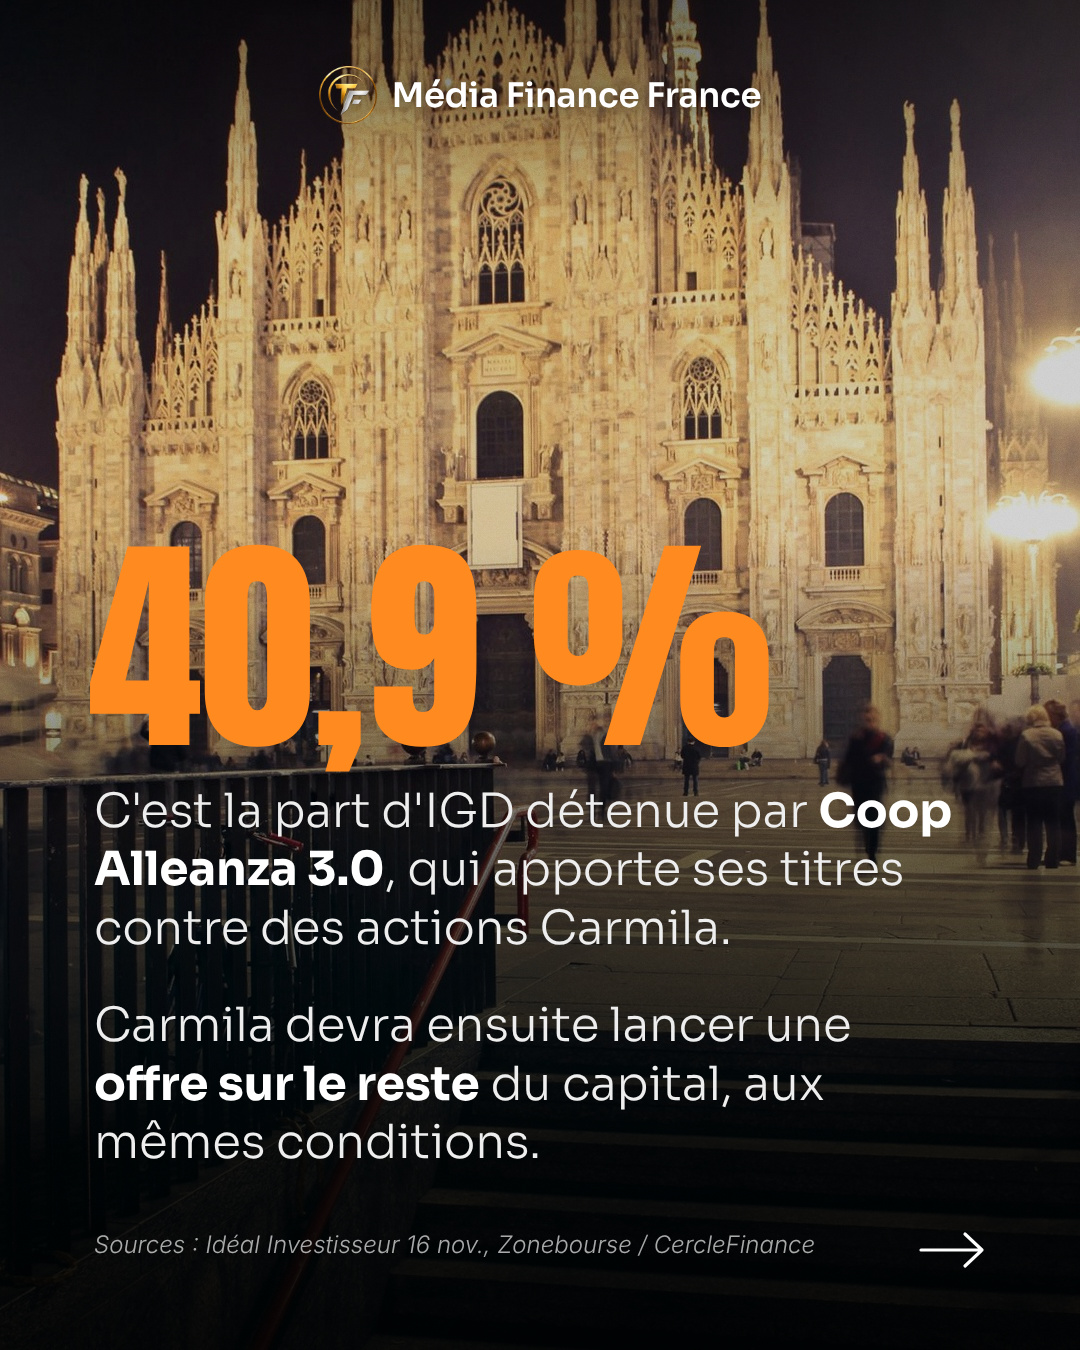 TF Média Finance France
40,9 %
C'est la part d'IGD détenue par Coop
Alleanza 3.0, qui apporte ses titres
contre des actions Carmila.
Carmila devra ensuite lancer une
offre sur le reste du capital, aux
mêmes conditions.
Sources : Idéal Investisseur 16 nov., Zonebourse / CercleFinance